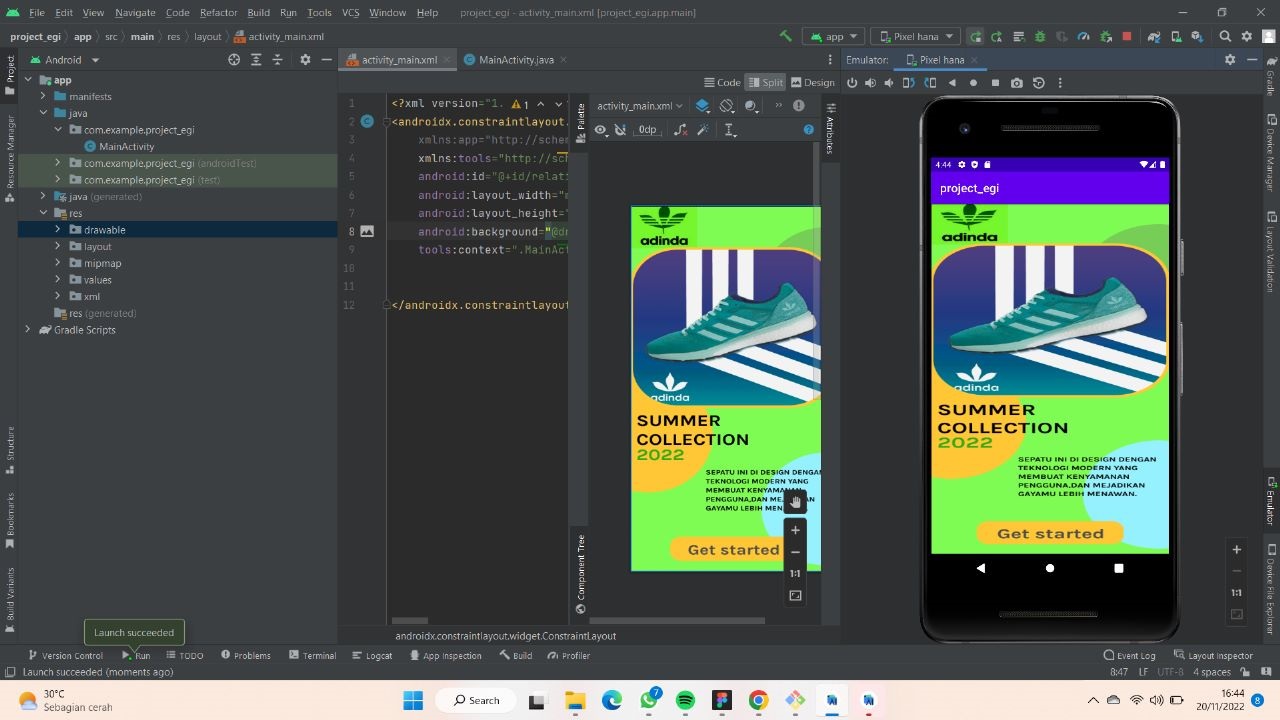 File Edit View Navigate Code Refactor Build Run Tools VCS Window Help project_egi - activity_main.xml [project_egi.app.main]
project_egi app src main res layout activity_main.xml
app Pixel hana
Android
activity_main.xml MainActivity.java
Emulator: Pixel hana
Code Split Design
Project
Resource Manager
Structure
Bookmarks
Build Variants
app
manifests
java
com.example.project_egi
MainActivity
com.example.project_egi (androidTest)
com.example.project_egi (test)
java (generated)
res
drawable
layout
mipmap
values
xml
res (generated)
Gradle Scripts
1 <?xml version="1. 1
2 <androidx.constraintlayout.
3 xmlns:app="http://schem
4 xmlns:tools="http://sch
5 android:id="@+id/relati
6 android:layout_width="m
7 android:layout_height="
8 android:background="@dr
9 tools:context=".MainAct
10
11
12 </androidx.constraintlayout
androidx.constraintlayout.widget.ConstraintLayout
Palette
Component Tree
activity_main.xml
0dp
Attributes
adinda
adinda
SUMMER
COLLECTION
2022
SEPATU INI DI DESIGN DENGAN
TEKNOLOGI MODERN YANG
MEMBUAT KENYAMANAN
PENGGUNA,DAN ME
GAYAMU LEBIH MEN
Get started
1:1
4:44
project_egi
adinda
adinda
SUMMER
COLLECTION
2022
SEPATU INI DI DESIGN DENGAN
TEKNOLOGI MODERN YANG
MEMBUAT KENYAMANAN
PENGGUNA,DAN MEJADIKAN
GAYAMU LEBIH MENAWAN.
Get started
1:1
Gradle
Device Manager
Layout Validation
Emulator
Device File Explorer
Launch succeeded
Version Control Run TODO Problems Terminal Logcat App Inspection Build Profiler Event Log Layout Inspector
Launch succeeded (moments ago) 8:47 LF UTF-8 4 spaces
30°C
Sebagian cerah
Search
7
16:44
20/11/2022
8